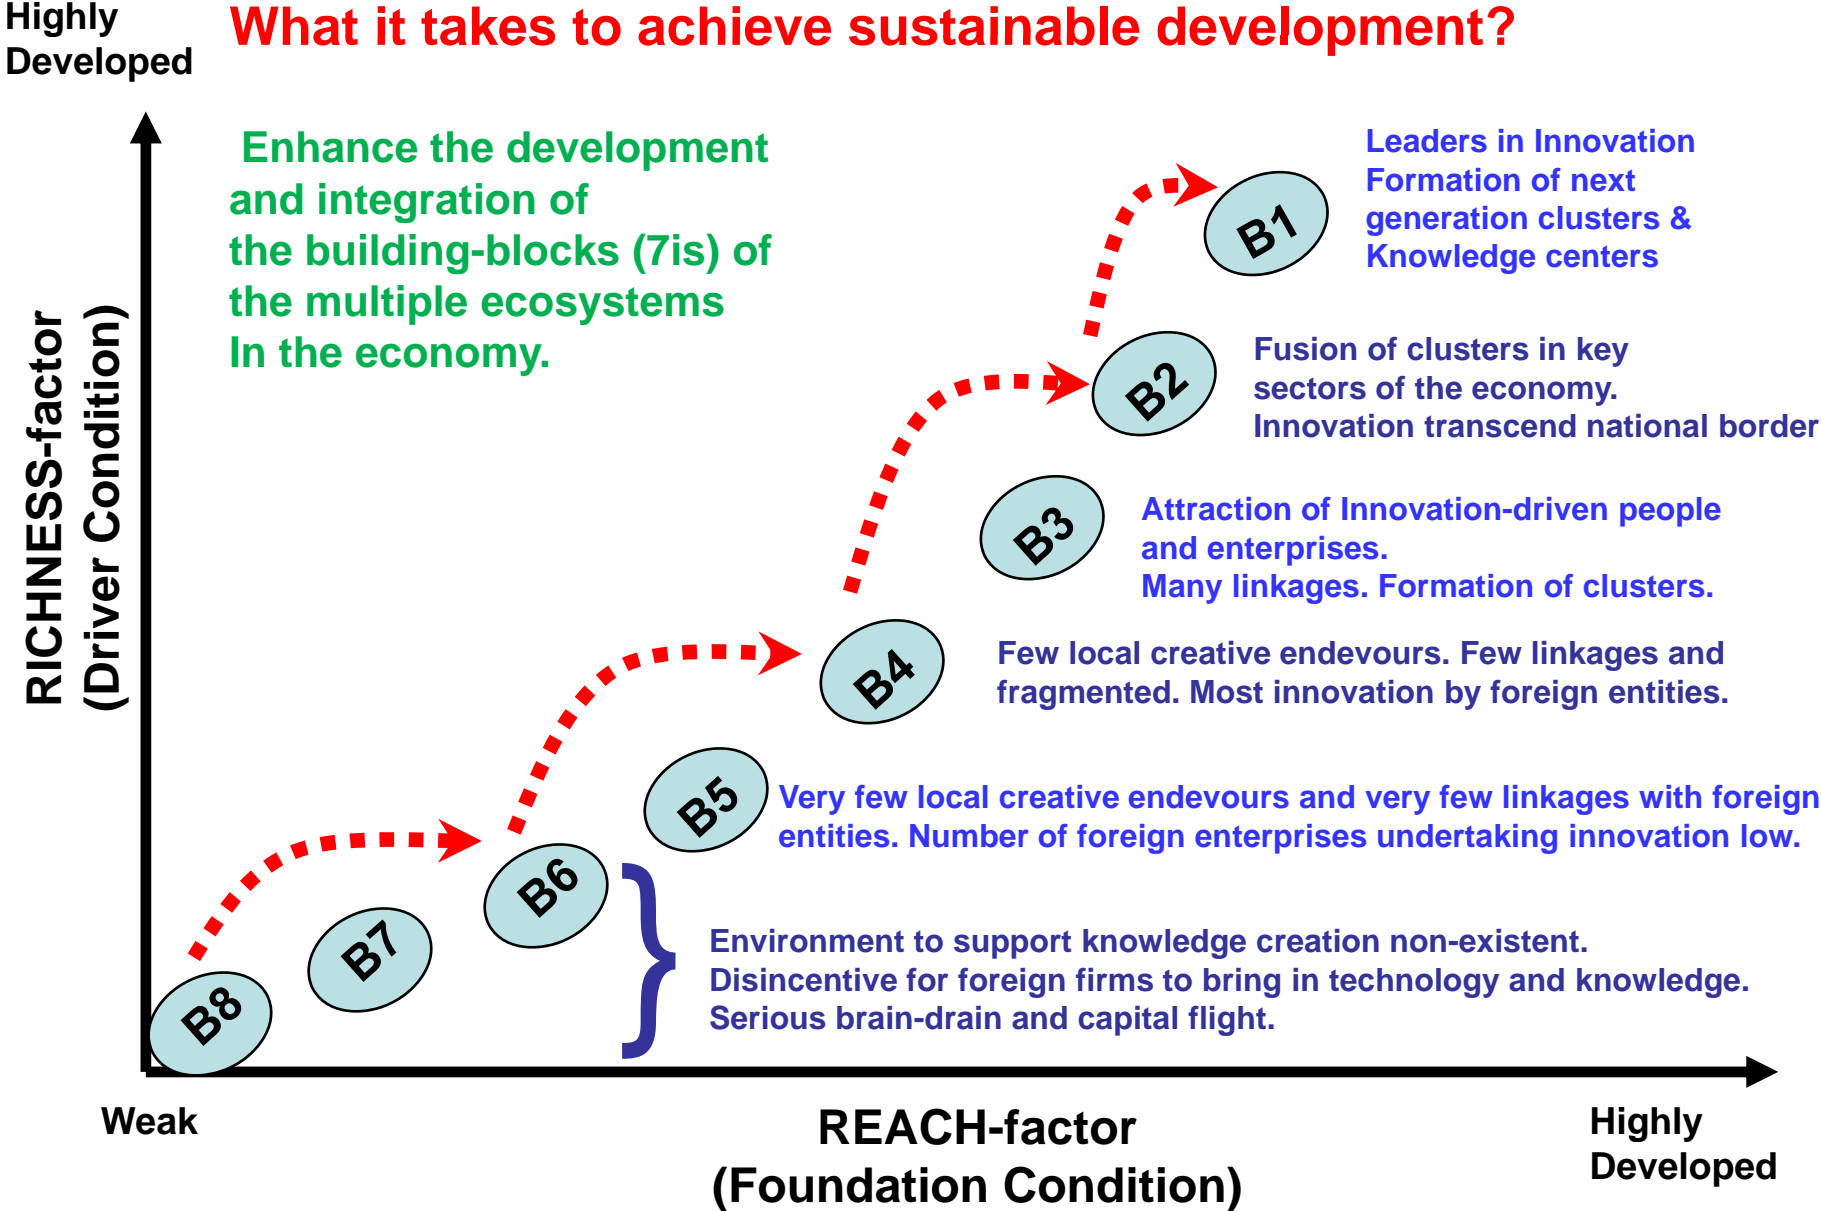 Highly
Developed
What it takes to achieve sustainable development?
Enhance the development
and integration of
the building-blocks (7is) of
the multiple ecosystems
In the economy.
RICHNESS-factor
(Driver Condition)
B1
Leaders in Innovation
Formation of next
generation clusters &
Knowledge centers
B2
Fusion of clusters in key
sectors of the economy.
Innovation transcend national border
B3
Attraction of Innovation-driven people
and enterprises.
Many linkages. Formation of clusters.
B4
Few local creative endevours. Few linkages and
fragmented. Most innovation by foreign entities.
B5
Very few local creative endevours and very few linkages with foreign
entities. Number of foreign enterprises undertaking innovation low.
B6
B7
B8
Environment to support knowledge creation non-existent.
Disincentive for foreign firms to bring in technology and knowledge.
Serious brain-drain and capital flight.
Weak
REACH-factor
(Foundation Condition)
Highly
Developed